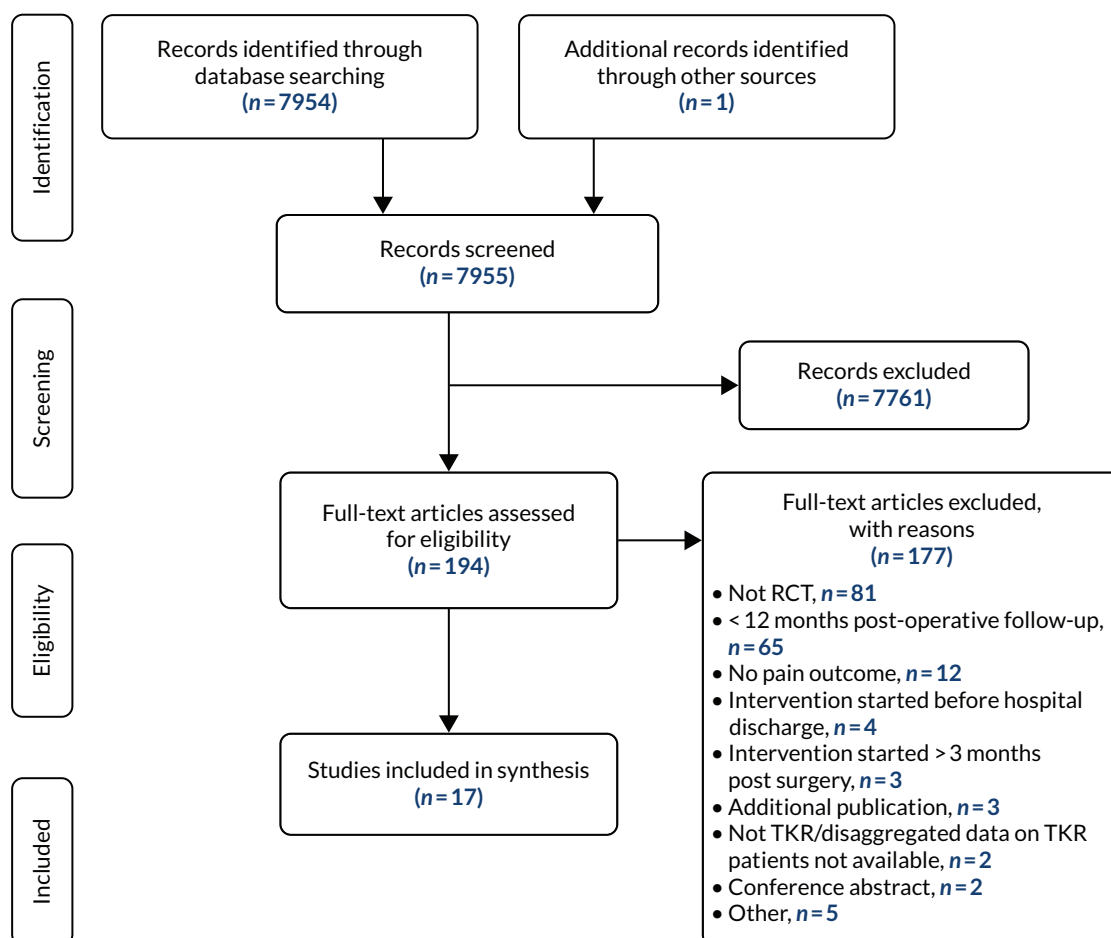 Identification
Records identified through
database searching
(n=7954)
Additional records identified
through other sources
(n=1)
Records screened
(n=7955)
Screening
Records excluded
(n=7761)
Eligibility
Full-text articles assessed
for eligibility
(n=194)
Full-text articles excluded,
with reasons
(n=177)
• Not RCT, n=81
• < 12 months post-operative follow-up,
n=65
• No pain outcome, n=12
• Intervention started before hospital
discharge, n=4
• Intervention started > 3 months
post surgery, n=3
• Additional publication, n=3
• Not TKR/disaggregated data on TKR
patients not available, n=2
• Conference abstract, n=2
• Other, n=5
Included
Studies included in synthesis
(n=17)